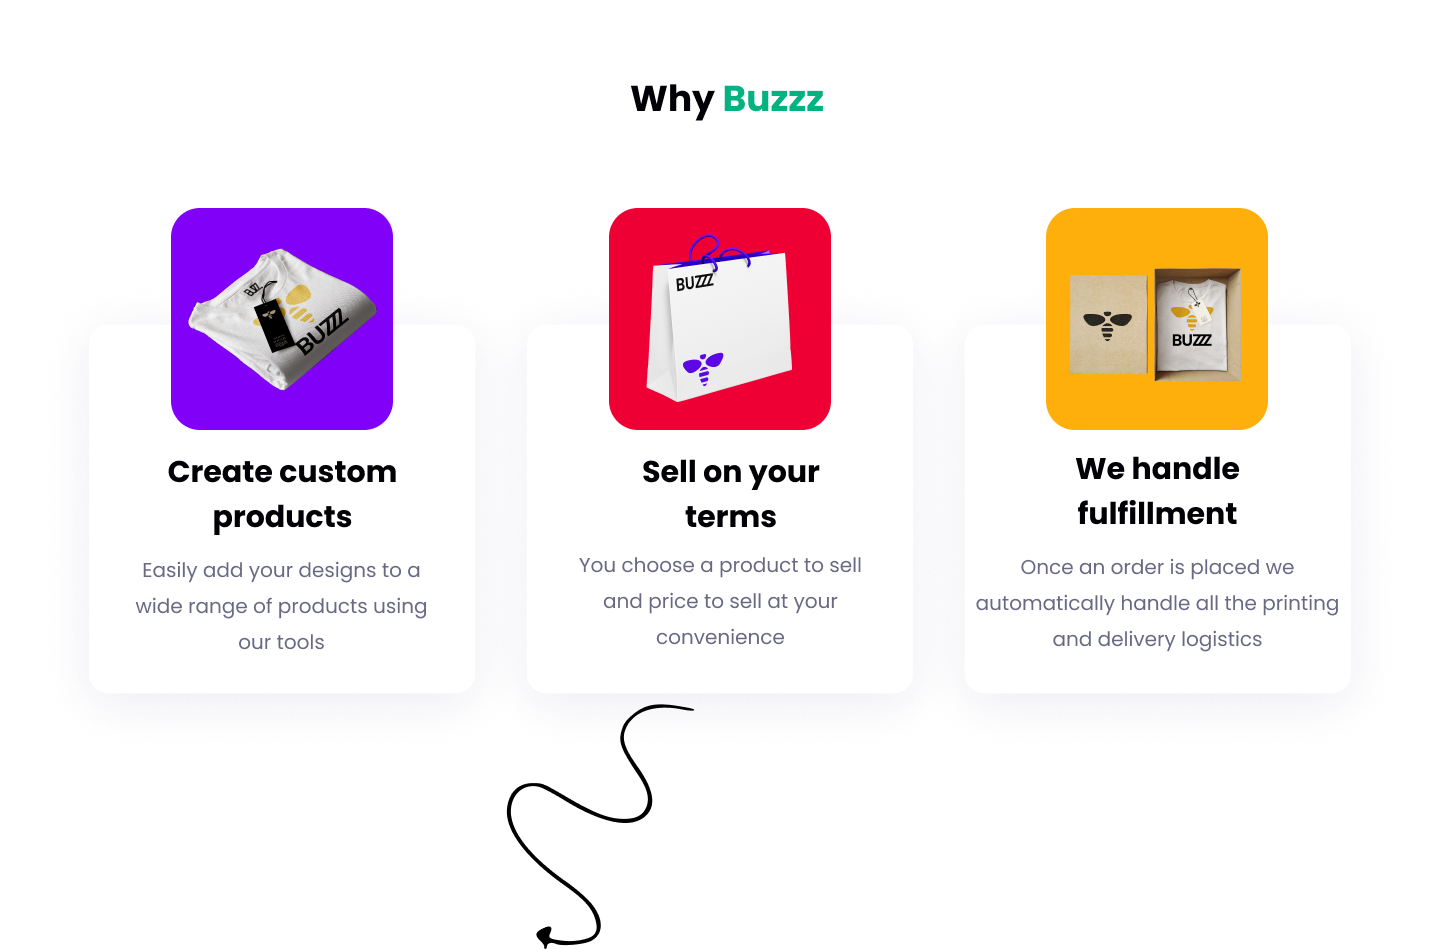 Why Buzzz
BUZZZ
BUZZZ
Create custom
products
Easily add your designs to a
wide range of products using
our tools
BUZZZ
Sell on your
terms
You choose a product to sell
and price to sell at your
convenience
BUZZZ
We handle
fulfillment
Once an order is placed we
automatically handle all the printing
and delivery logistics